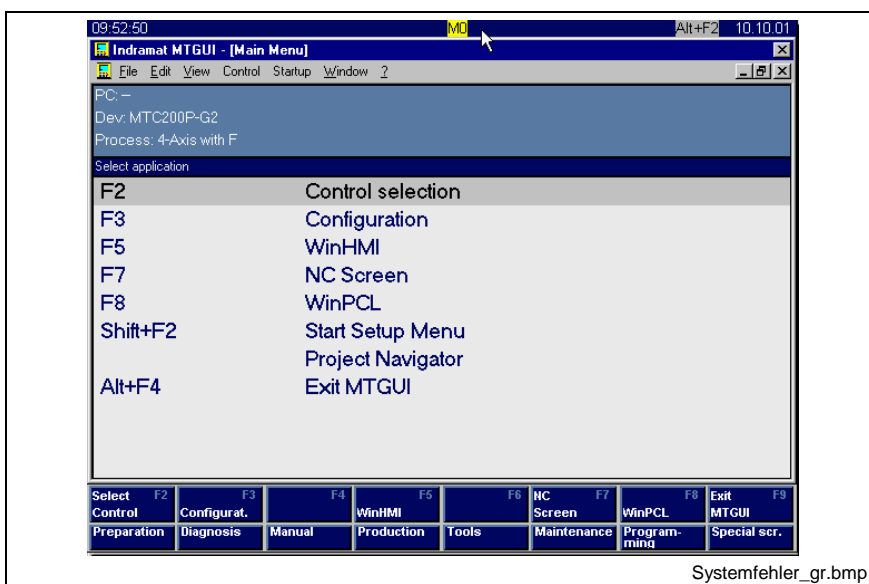 09:52:50 M0 Alt+F2 10.10.01
Indramat MTGUI - [Main Menu]
File Edit View Control Startup Window ?
PC: –
Dev: MTC200P-G2
Process: 4-Axis with F
Select application
F2 Control selection
F3 Configuration
F5 WinHMI
F7 NC Screen
F8 WinPCL
Shift+F2 Start Setup Menu
Project Navigator
Alt+F4 Exit MTGUI
Select F2 F3 F4 F5 F6 NC F7 F8 Exit F9
Control Configurat. WinHMI Screen WinPCL MTGUI
Preparation Diagnosis Manual Production Tools Maintenance Program- Special scr.
ming
Systemfehler_gr.bmp